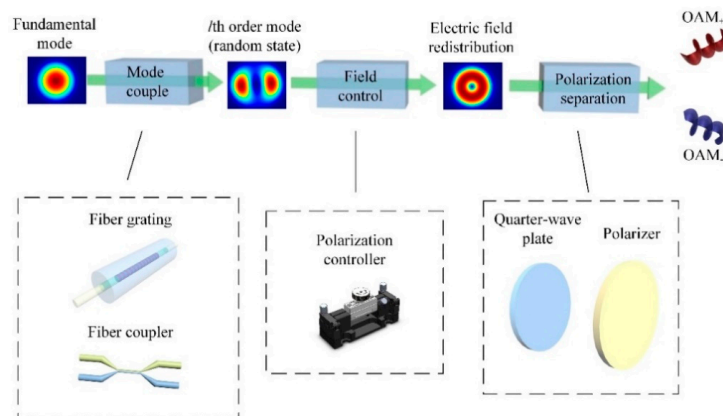 Fundamental
mode
Mode
couple
lth order mode
(random state)
Field
control
Electric field
redistribution
Polarization
separation
OAM
OAM
Fiber grating
Fiber coupler
Polarization
controller
Quarter-wave
plate
Polarizer